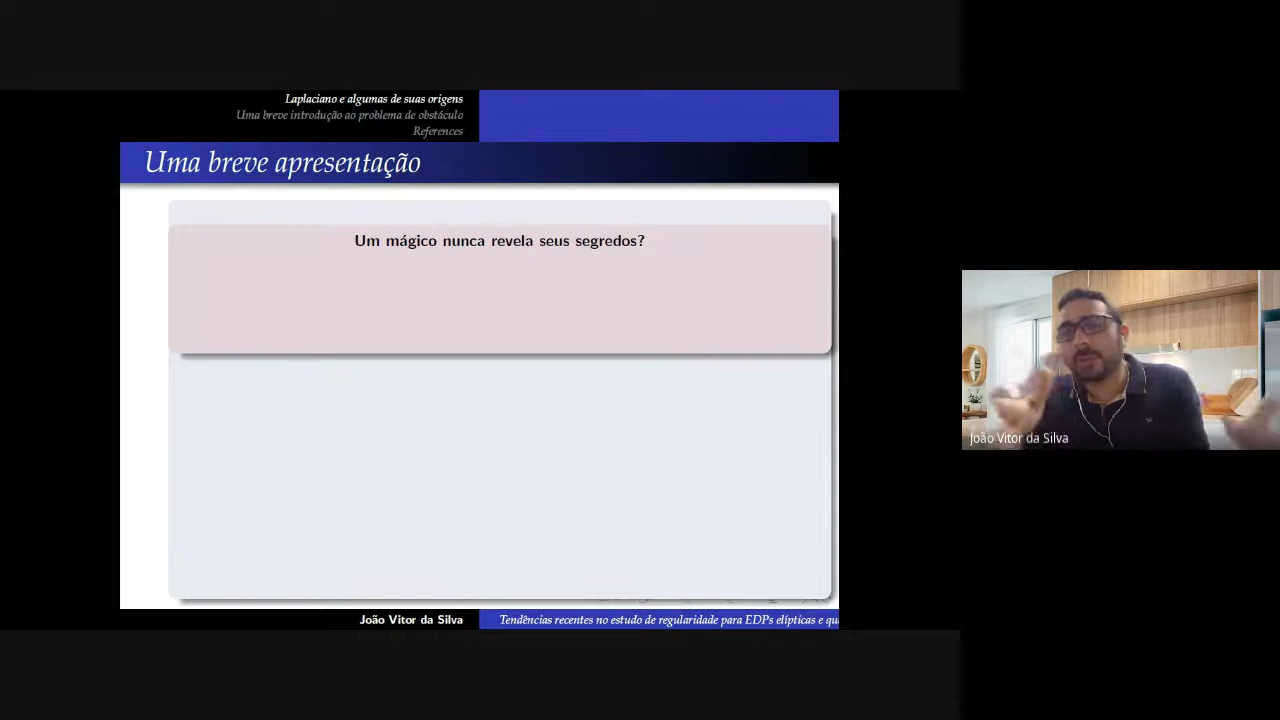 Laplaciano e algumas de suas origens
Uma breve introdução ao problema de obstáculo
References
Uma breve apresentação
Um mágico nunca revela seus segredos?
João Vitor da Silva
João Vitor da Silva
Tendências recentes no estudo de regularidade para EDPs elípticas e